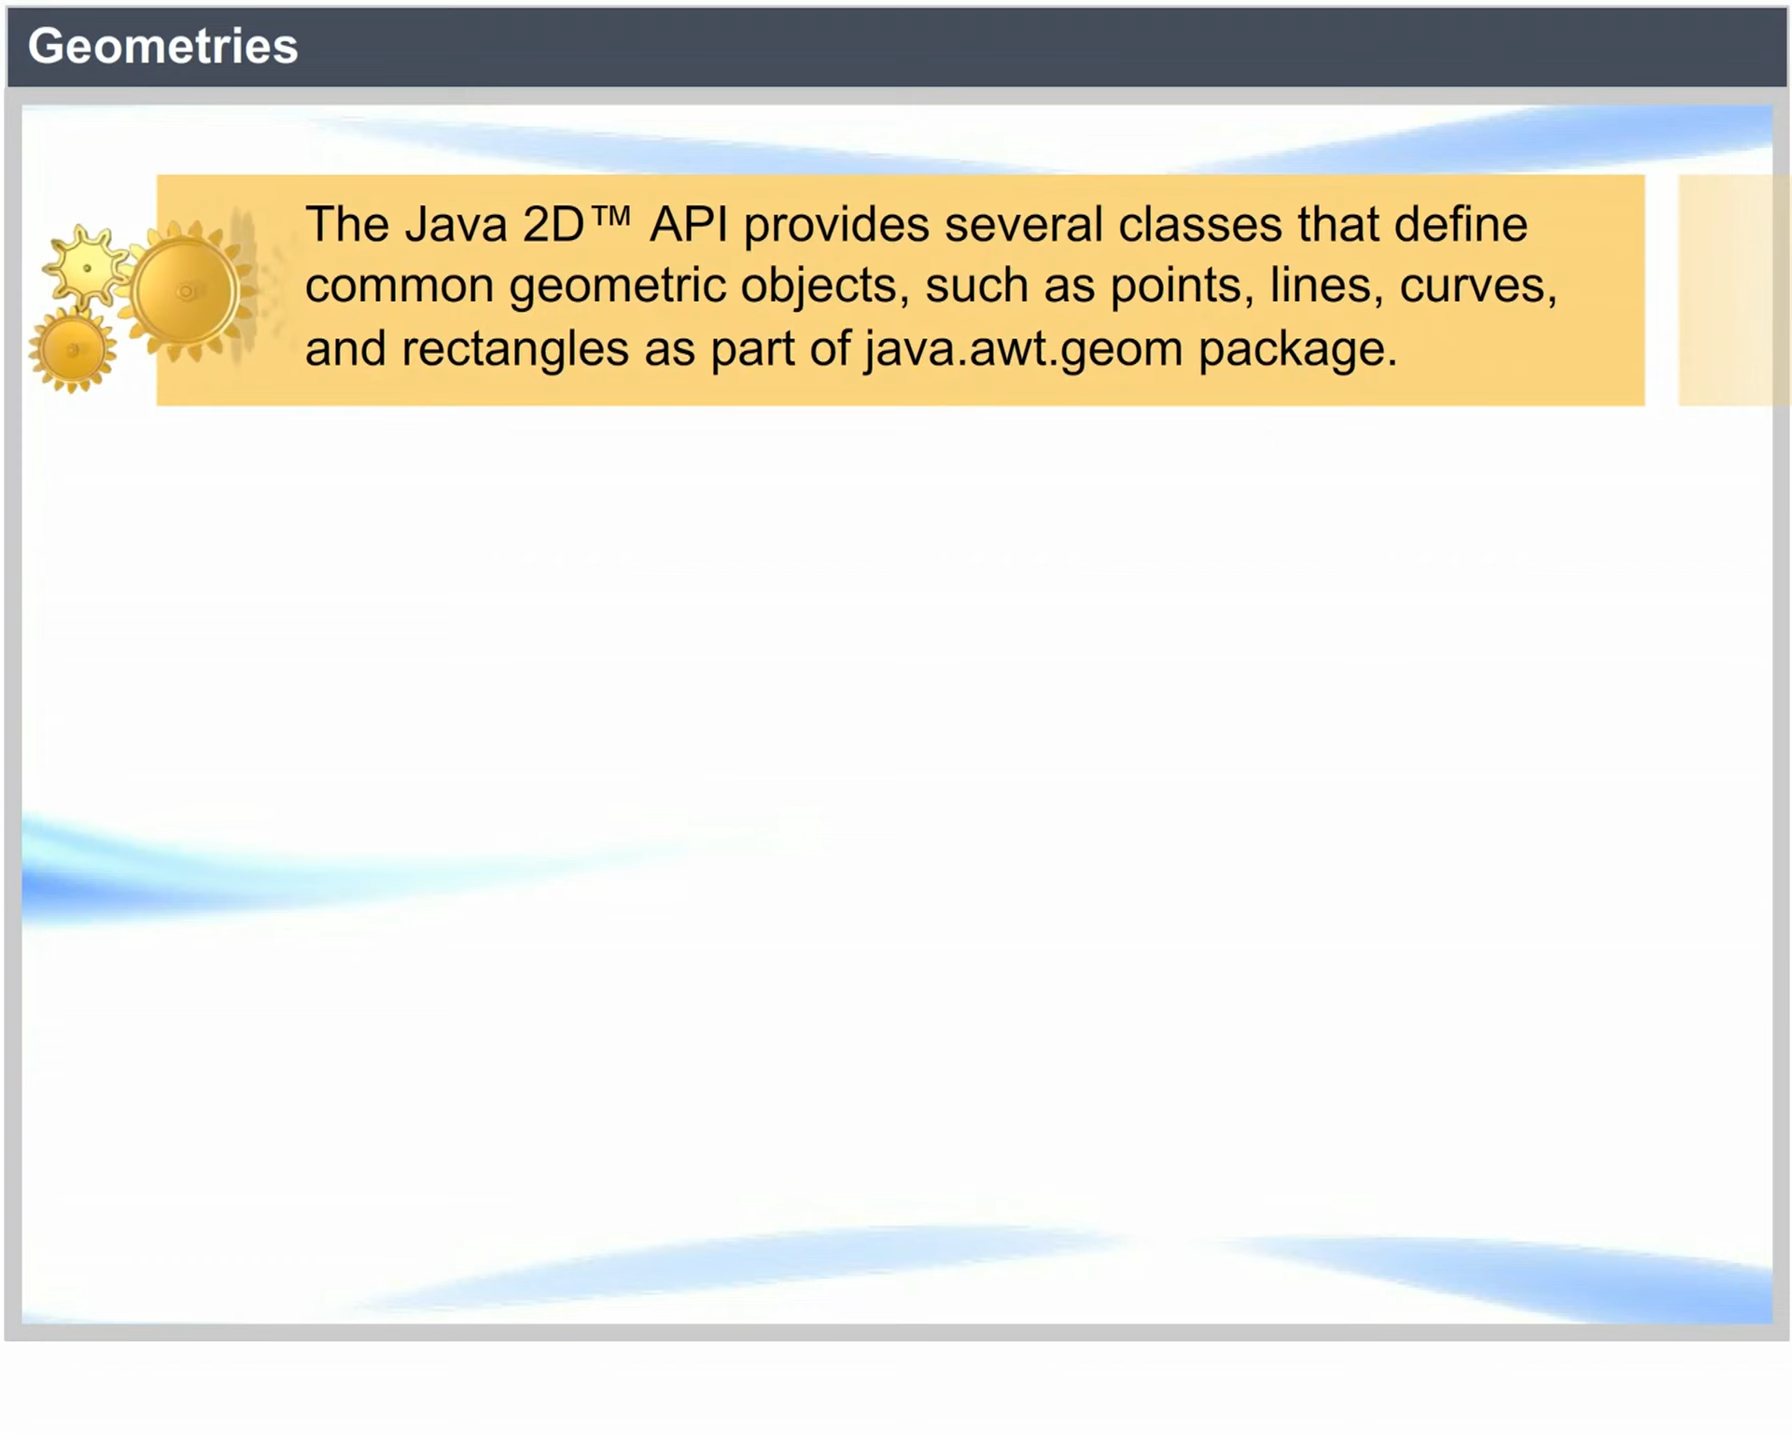 Geometries
The Java 2D™ API provides several classes that define
common geometric objects, such as points, lines, curves,
and rectangles as part of java.awt.geom package.